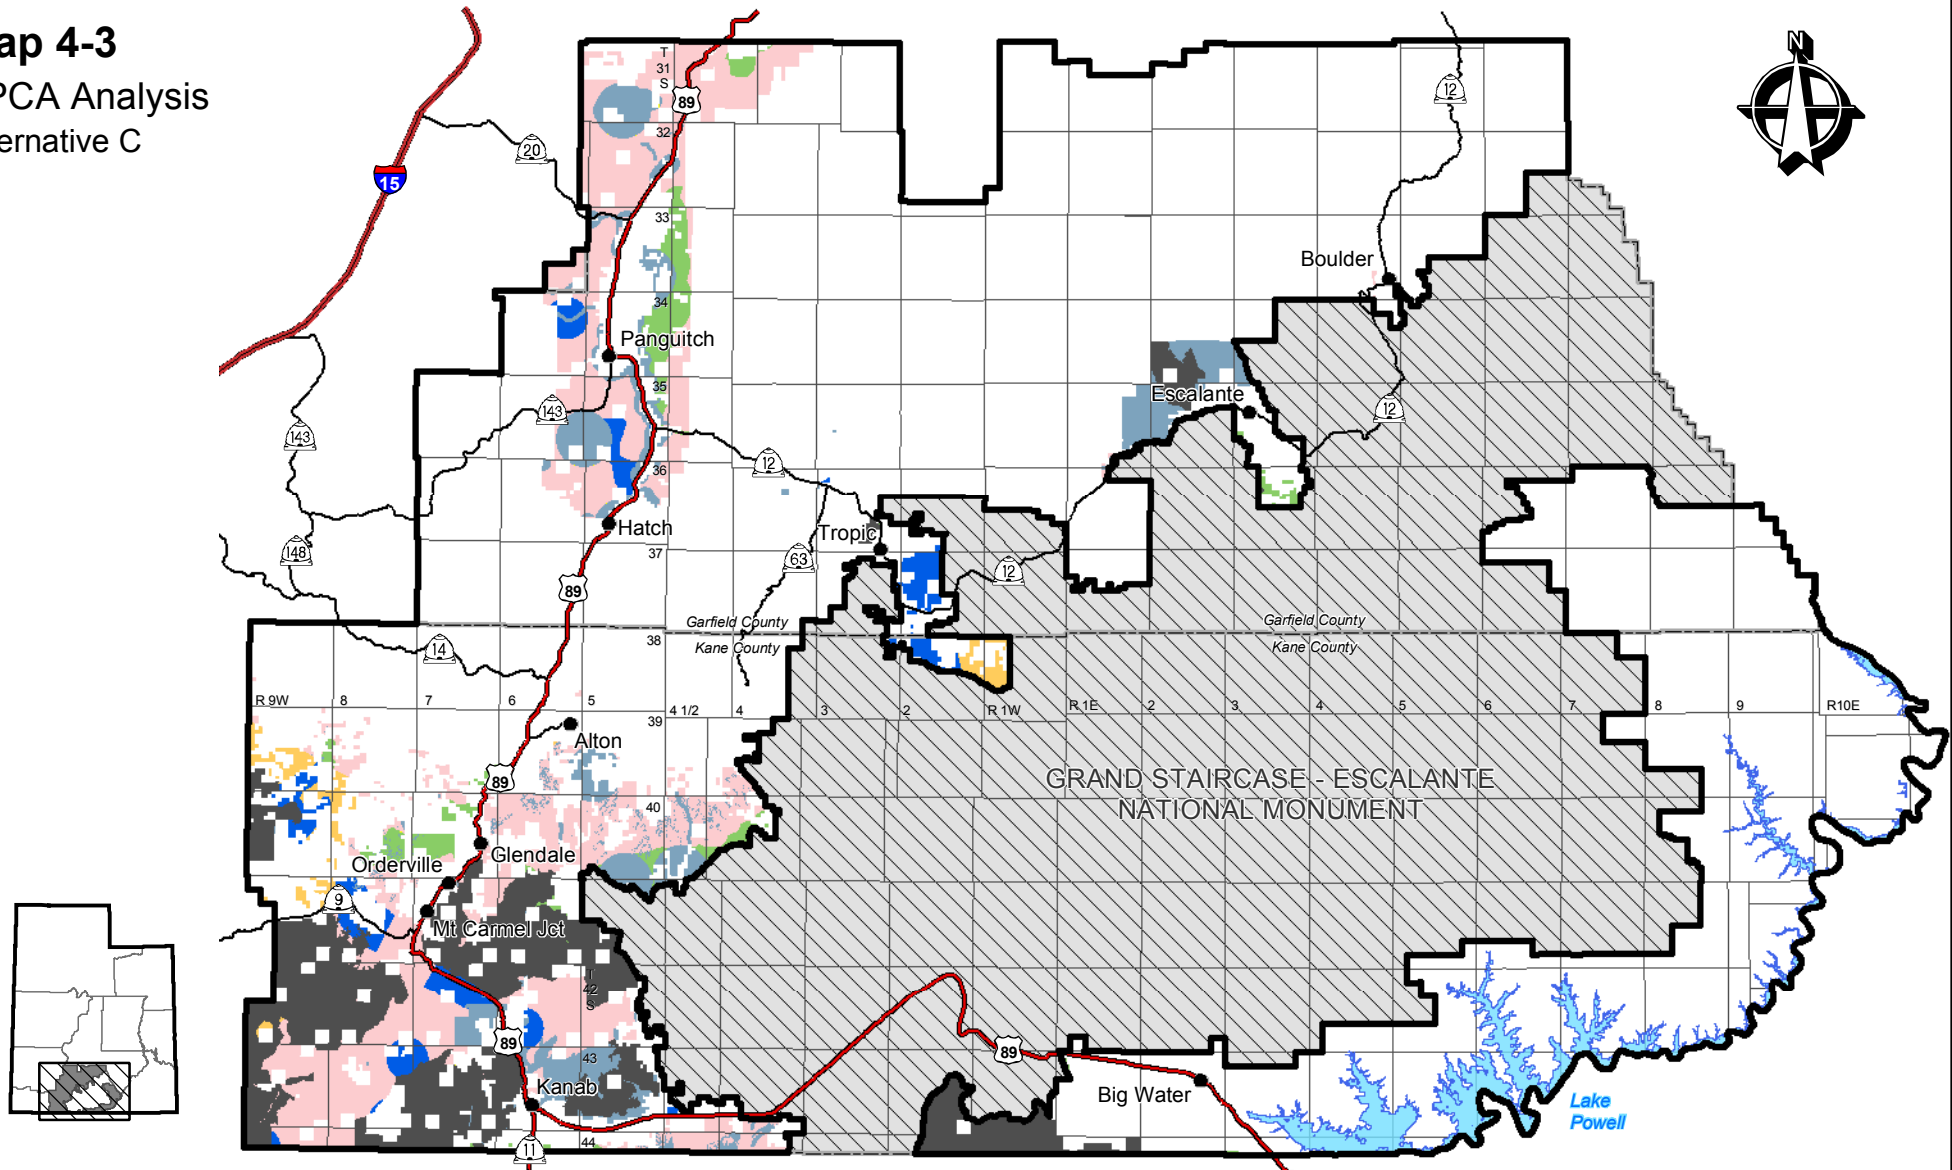 ap 4-3
PCA Analysis
ernative C
N
15
20
89
12
T
31
S
32
33
34
35
36
37
38
39
40
Boulder
Panguitch
Escalante
143
143
12
12
Hatch
Tropic
148
63
12
89
Garfield County
Kane County
Garfield County
Kane County
14
R 9W
8
7
6
5
4 1/2
4
3
2
R 1W
R 1E
2
3
4
5
6
7
8
9
R10E
Alton
89
GRAND STAIRCASE - ESCALANTE
NATIONAL MONUMENT
Glendale
Orderville
9
Mt Carmel Jct
T
42
S
89
43
89
Kanab
Big Water
Lake
Powell
44
11